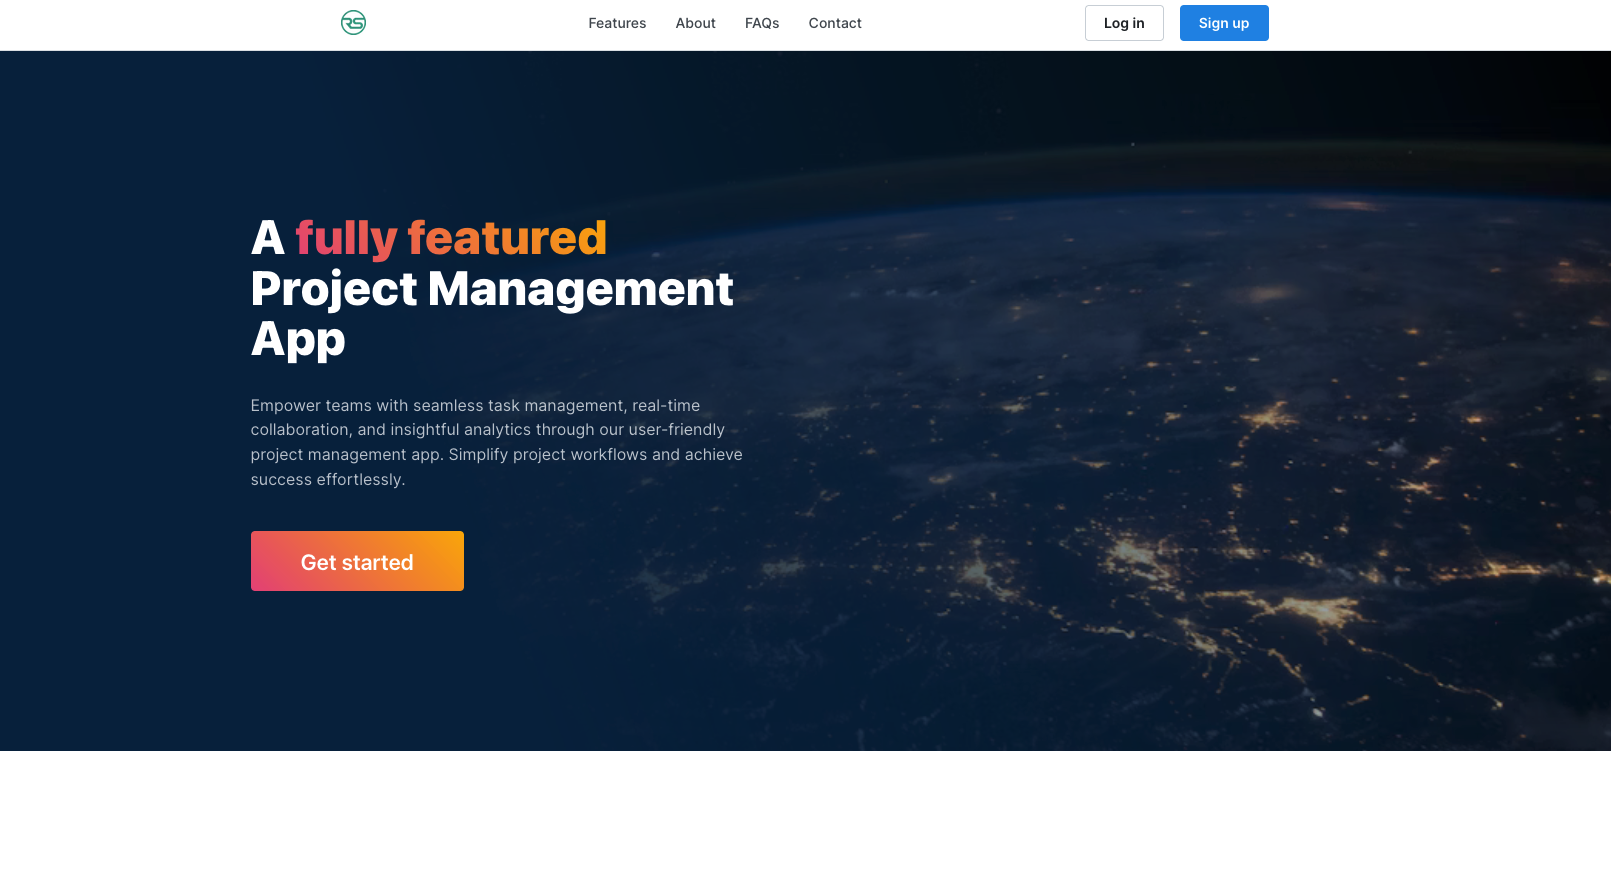 RS
Features About FAQs Contact
Log in Sign up
A fully featured
Project Management
App
Empower teams with seamless task management, real-time
collaboration, and insightful analytics through our user-friendly
project management app. Simplify project workflows and achieve
success effortlessly.
Get started